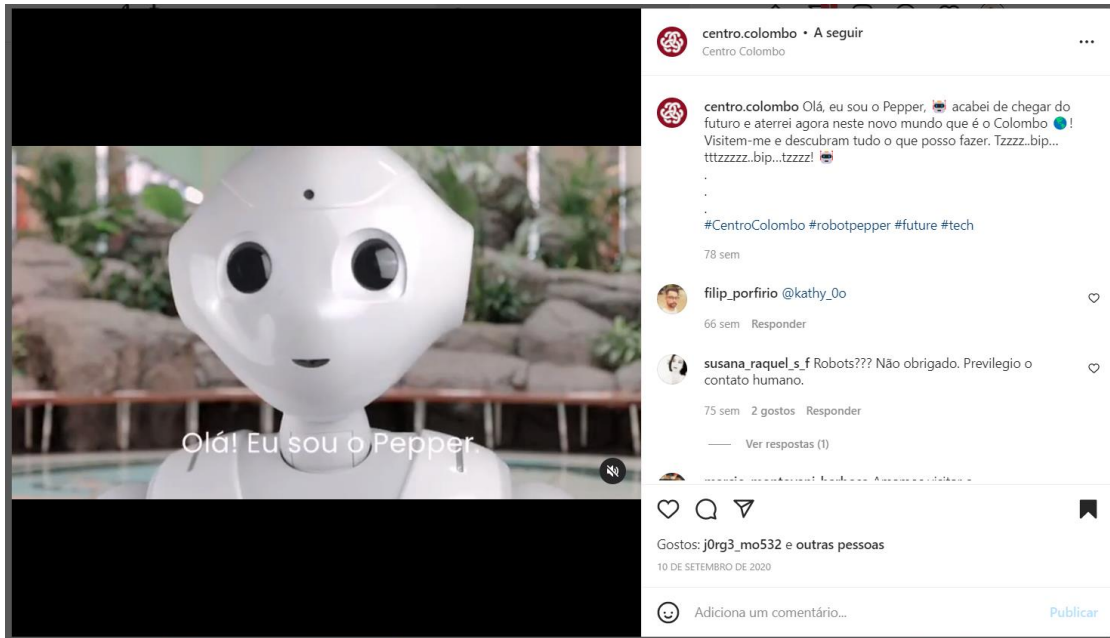 Olá! Eu sou o Pepper.
centro.colombo • A seguir
Centro Colombo
centro.colombo Olá, eu sou o Pepper, 🤖 acabei de chegar do
futuro e aterrei agora neste novo mundo que é o Colombo 🌎!
Visitem-me e descubram tudo o que posso fazer. Tzzzz..bip...
tttzzzzz..bip...tzzzz! 🤖
.
.
.
#CentroColombo #robotpepper #future #tech
78 sem
filip_porfirio @kathy_0o
66 sem Responder
susana_raquel_s_f Robots??? Não obrigado. Previlegio o
contato humano.
75 sem 2 gostos Responder
Ver respostas (1)
Gostos: j0rg3_mo532 e outras pessoas
10 DE SETEMBRO DE 2020
Adiciona um comentário...
Publicar